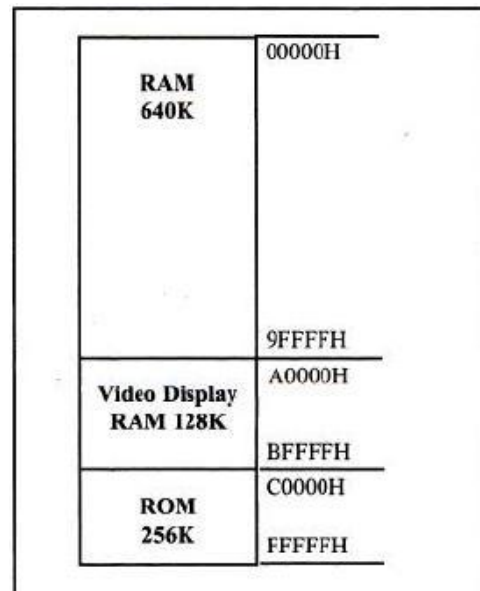 RAM
640K
00000H
9FFFFH
Video Display
RAM 128K
A0000H
BFFFFH
ROM
256K
C0000H
FFFFFH